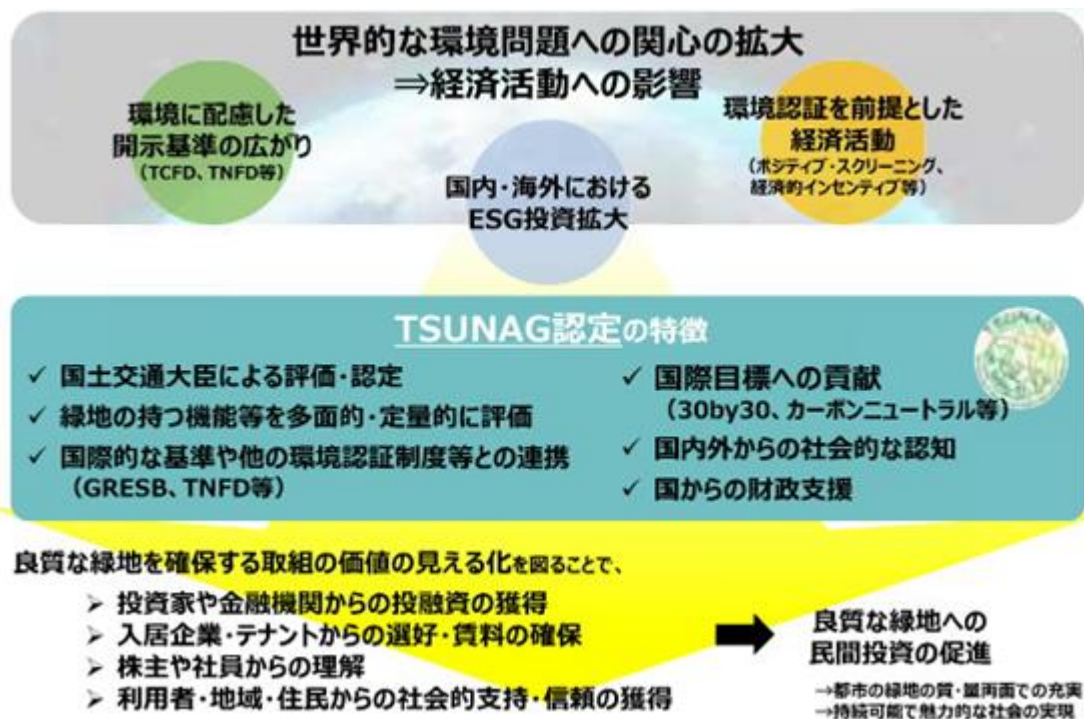 世界的な環境問題への関心の拡大
⇒経済活動への影響
環境に配慮した
開示基準の広がり
(TCFD、TNFD等)
国内・海外における
ESG投資拡大
環境認証を前提とした
経済活動
(ポジティブ・スクリーニング、
経済的インセンティブ等)
TSUNAG認定の特徴
TSUNAG
✓ 国土交通大臣による評価・認定
✓ 緑地の持つ機能等を多面的・定量的に評価
✓ 国際的な基準や他の環境認証制度等との連携
(GRESB、TNFD等)
✓ 国際目標への貢献
(30by30、カーボンニュートラル等)
✓ 国内外からの社会的な認知
✓ 国からの財政支援
良質な緑地を確保する取組の価値の見える化を図ることで、
➢ 投資家や金融機関からの投融資の獲得
➢ 入居企業・テナントからの選好・賃料の確保
➢ 株主や社員からの理解
➢ 利用者・地域・住民からの社会的支持・信頼の獲得
良質な緑地への
民間投資の促進
→都市の緑地の質・量両面での充実
→持続可能で魅力的な社会の実現